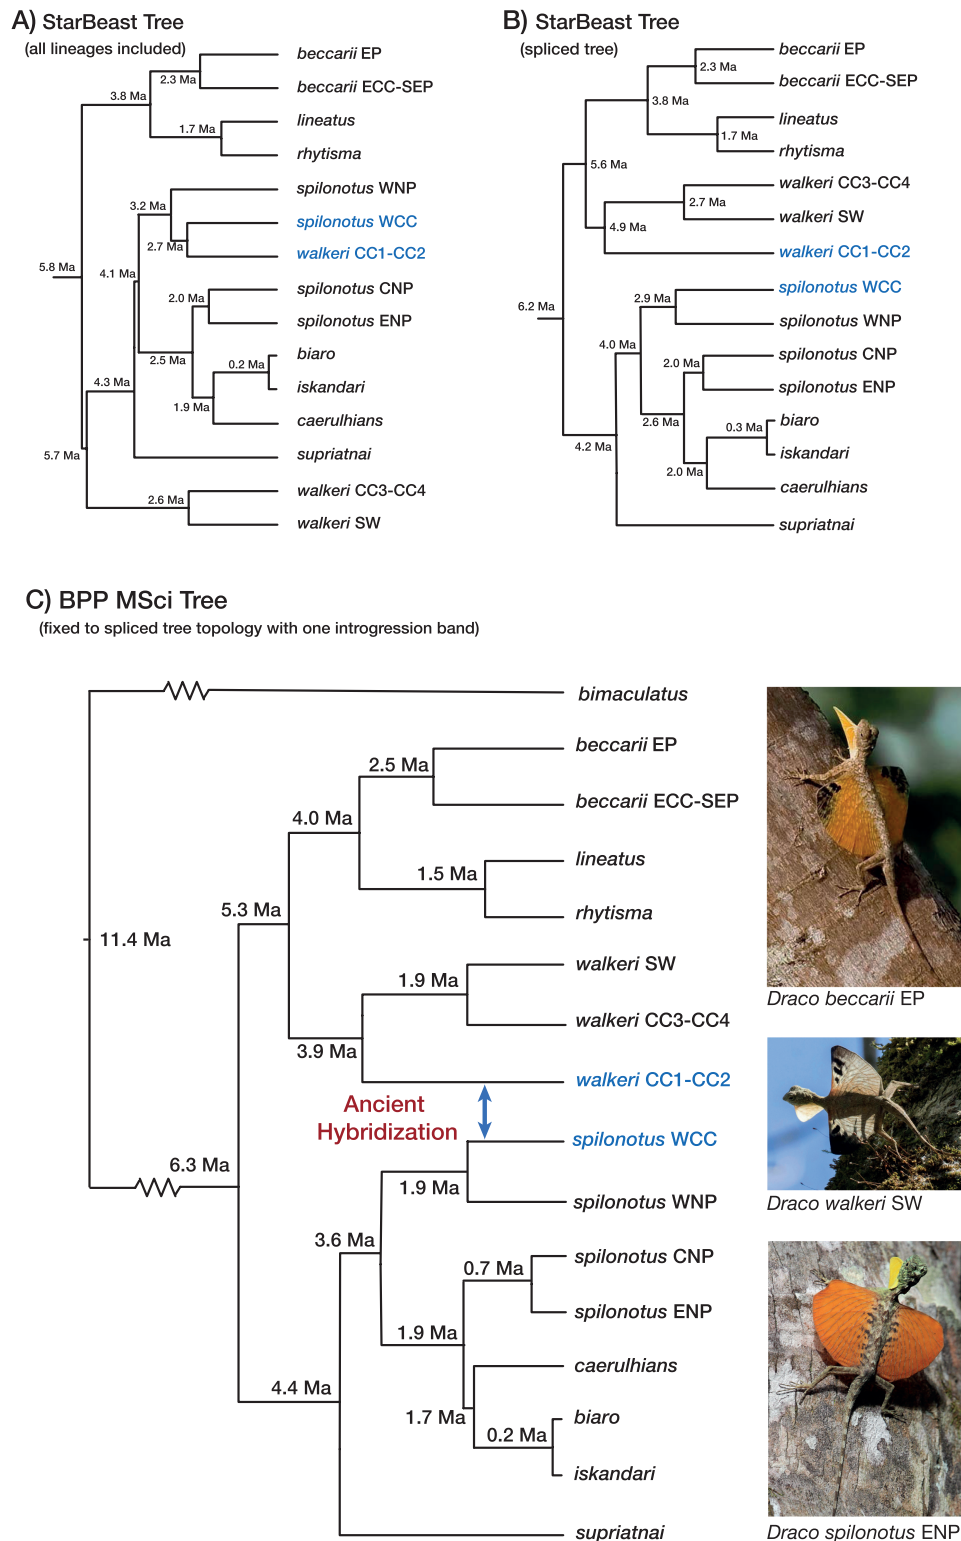 A) StarBeast Tree
(all lineages included)
beccarii EP
2.3 Ma
beccarii ECC-SEP
3.8 Ma
lineatus
1.7 Ma
rhytisma
spilonotus WNP
3.2 Ma
spilonotus WCC
2.7 Ma
walkeri CC1-CC2
5.8 Ma
4.1 Ma
spilonotus CNP
2.0 Ma
spilonotus ENP
2.5 Ma
biaro
0.2 Ma
iskandari
4.3 Ma
1.9 Ma
caerulhians
5.7 Ma
supriatnai
walkeri CC3-CC4
2.6 Ma
walkeri SW
B) StarBeast Tree
(spliced tree)
beccarii EP
2.3 Ma
beccarii ECC-SEP
3.8 Ma
lineatus
1.7 Ma
rhytisma
5.6 Ma
walkeri CC3-CC4
2.7 Ma
walkeri SW
4.9 Ma
walkeri CC1-CC2
6.2 Ma
spilonotus WCC
2.9 Ma
spilonotus WNP
4.0 Ma
spilonotus CNP
2.0 Ma
spilonotus ENP
2.6 Ma
biaro
0.3 Ma
iskandari
4.2 Ma
2.0 Ma
caerulhians
supriatnai
C) BPP MSci Tree
(fixed to spliced tree topology with one introgression band)
bimaculatus
beccarii EP
2.5 Ma
beccarii ECC-SEP
4.0 Ma
lineatus
1.5 Ma
rhytisma
5.3 Ma
11.4 Ma
walkeri SW
1.9 Ma
walkeri CC3-CC4
3.9 Ma
walkeri CC1-CC2
Ancient
Hybridization
spilonotus WCC
6.3 Ma
1.9 Ma
spilonotus WNP
3.6 Ma
spilonotus CNP
0.7 Ma
spilonotus ENP
1.9 Ma
caerulhians
4.4 Ma
1.7 Ma
biaro
0.2 Ma
iskandari
supriatnai
Draco beccarii EP
Draco walkeri SW
Draco spilonotus ENP